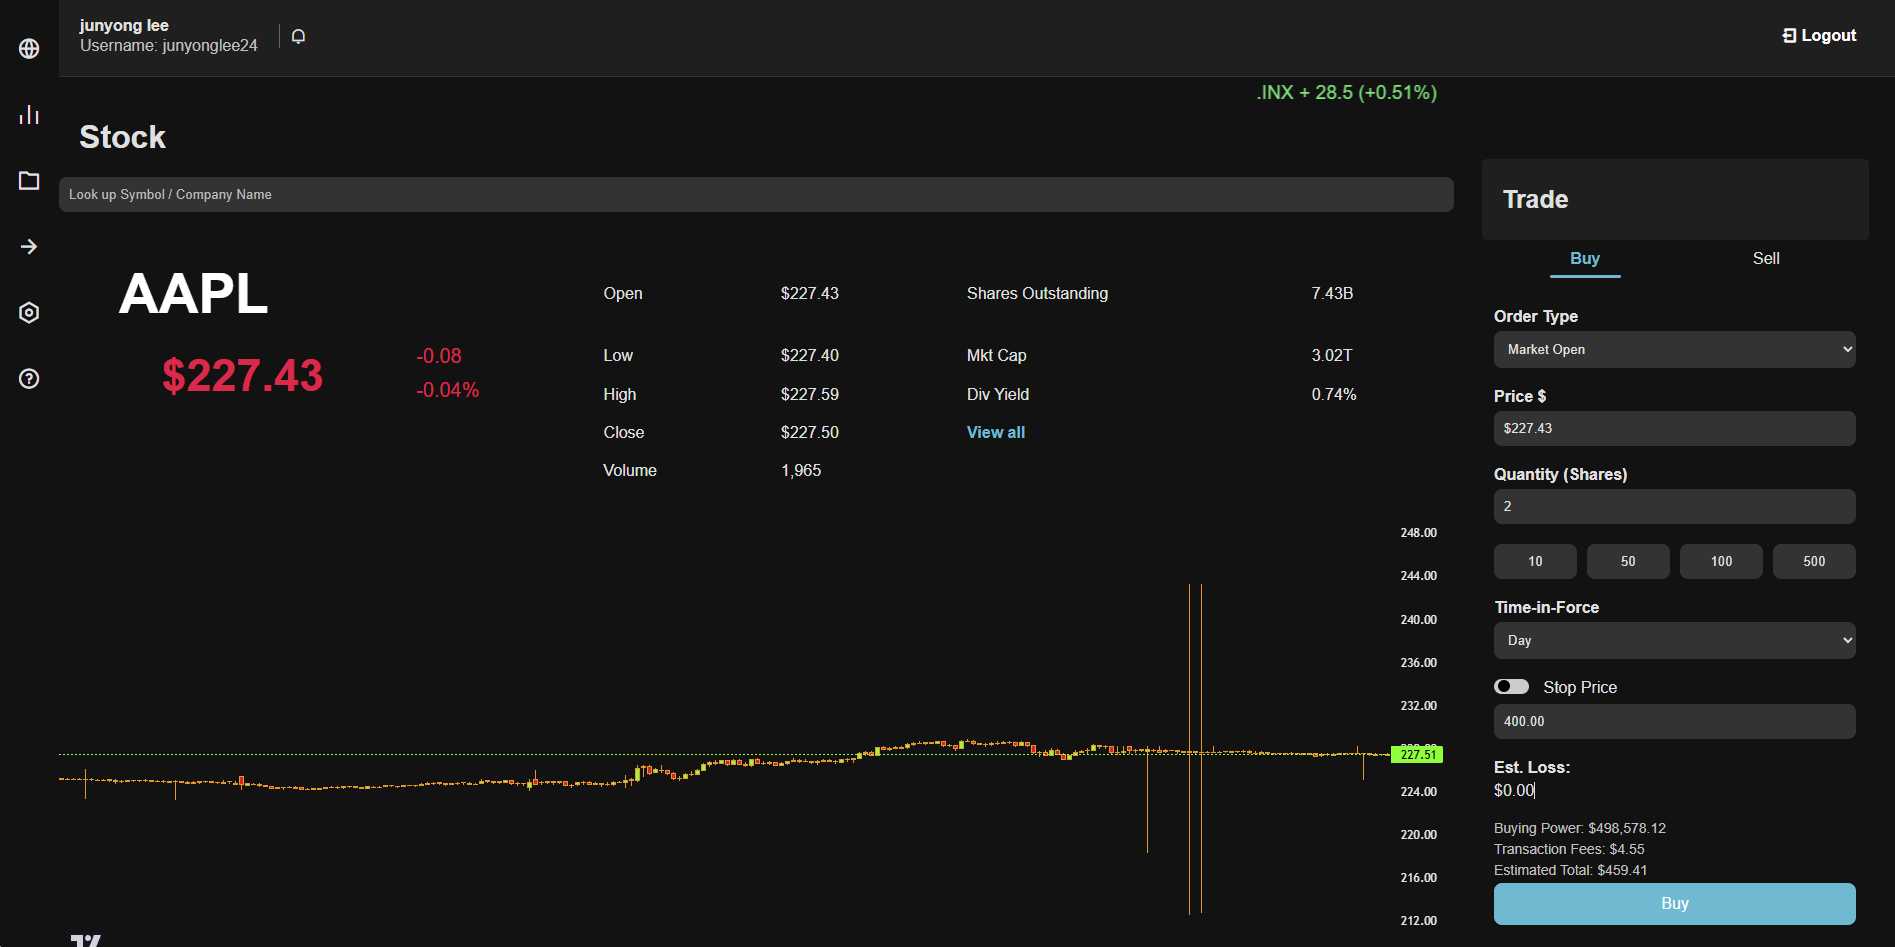 junyong lee
Username: junyonglee24
Logout
.INX + 28.5 (+0.51%)
Stock
Look up Symbol / Company Name
AAPL
$227.43
-0.08
-0.04%
Open $227.43 Shares Outstanding 7.43B
Low $227.40 Mkt Cap 3.02T
High $227.59 Div Yield 0.74%
Close $227.50 View all
Volume 1,965
248.00
244.00
240.00
236.00
232.00
227.51
224.00
220.00
216.00
212.00
Trade
Buy Sell
Order Type
Market Open
Price $
$227.43
Quantity (Shares)
2
10 50 100 500
Time-in-Force
Day
Stop Price
400.00
Est. Loss:
$0.00
Buying Power: $498,578.12
Transaction Fees: $4.55
Estimated Total: $459.41
Buy